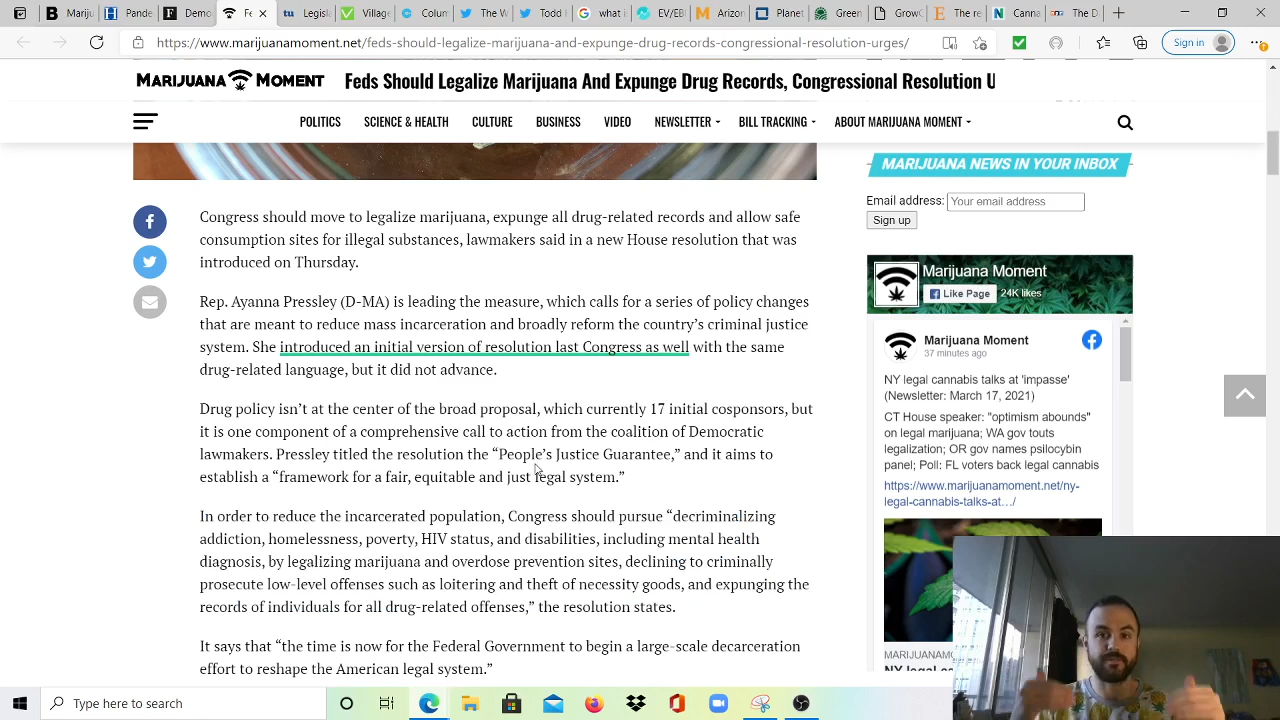 Jointl
Fe
Todd H
what
Arizon
Planet
Green
Canna
https://www.marijuanamoment.net/feds-should-legalize-marijuana-and-expunge-drug-records-congressional-resolution-urges/
Sign in
MARIJUANA MOMENT
Feds Should Legalize Marijuana And Expunge Drug Records, Congressional Resolution U
POLITICS SCIENCE & HEALTH CULTURE BUSINESS VIDEO NEWSLETTER BILL TRACKING ABOUT MARIJUANA MOMENT
Congress should move to legalize marijuana, expunge all drug-related records and allow safe
consumption sites for illegal substances, lawmakers said in a new House resolution that was
introduced on Thursday.
Rep. Ayanna Pressley (D-MA) is leading the measure, which calls for a series of policy changes
that are meant to reduce mass incarceration and broadly reform the country’s criminal justice
system. She introduced an initial version of resolution last Congress as well with the same
drug-related language, but it did not advance.
Drug policy isn’t at the center of the broad proposal, which currently 17 initial cosponsors, but
it is one component of a comprehensive call to action from the coalition of Democratic
lawmakers. Pressley titled the resolution the “People’s Justice Guarantee,” and it aims to
establish a “framework for a fair, equitable and just legal system.”
In order to reduce the incarcerated population, Congress should pursue “decriminalizing
addiction, homelessness, poverty, HIV status, and disabilities, including mental health
diagnosis, by legalizing marijuana and overdose prevention sites, declining to criminally
prosecute low-level offenses such as loitering and theft of necessity goods, and expunging the
records of individuals for all drug-related offenses,” the resolution states.
It says that “the time is now for the Federal Government to begin a large-scale decarceration
effort to reshape the American legal system.”
MARIJUANA NEWS IN YOUR INBOX
Email address: Your email address
Sign up
Marijuana Moment
Like Page 24K likes
Marijuana Moment
37 minutes ago
NY legal cannabis talks at 'impasse'
(Newsletter: March 17, 2021)
CT House speaker: "optimism abounds"
on legal marijuana; WA gov touts
legalization; OR gov names psilocybin
panel; Poll: FL voters back legal cannabis
https://www.marijuanamoment.net/ny-
legal-cannabis-talks-at…/
Type here to search